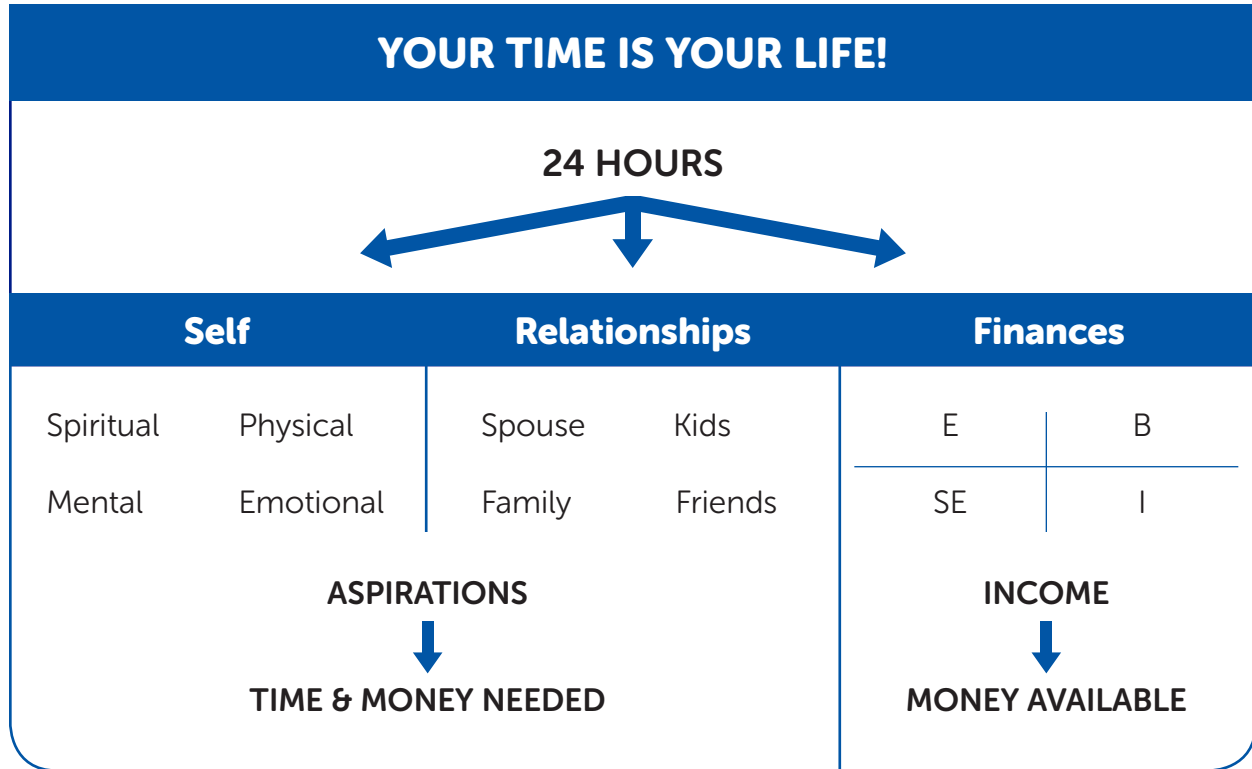 YOUR TIME IS YOUR LIFE!
24 HOURS
Self Relationships Finances
Spiritual Physical Spouse Kids E B
Mental Emotional Family Friends SE I
ASPIRATIONS INCOME
TIME & MONEY NEEDED MONEY AVAILABLE